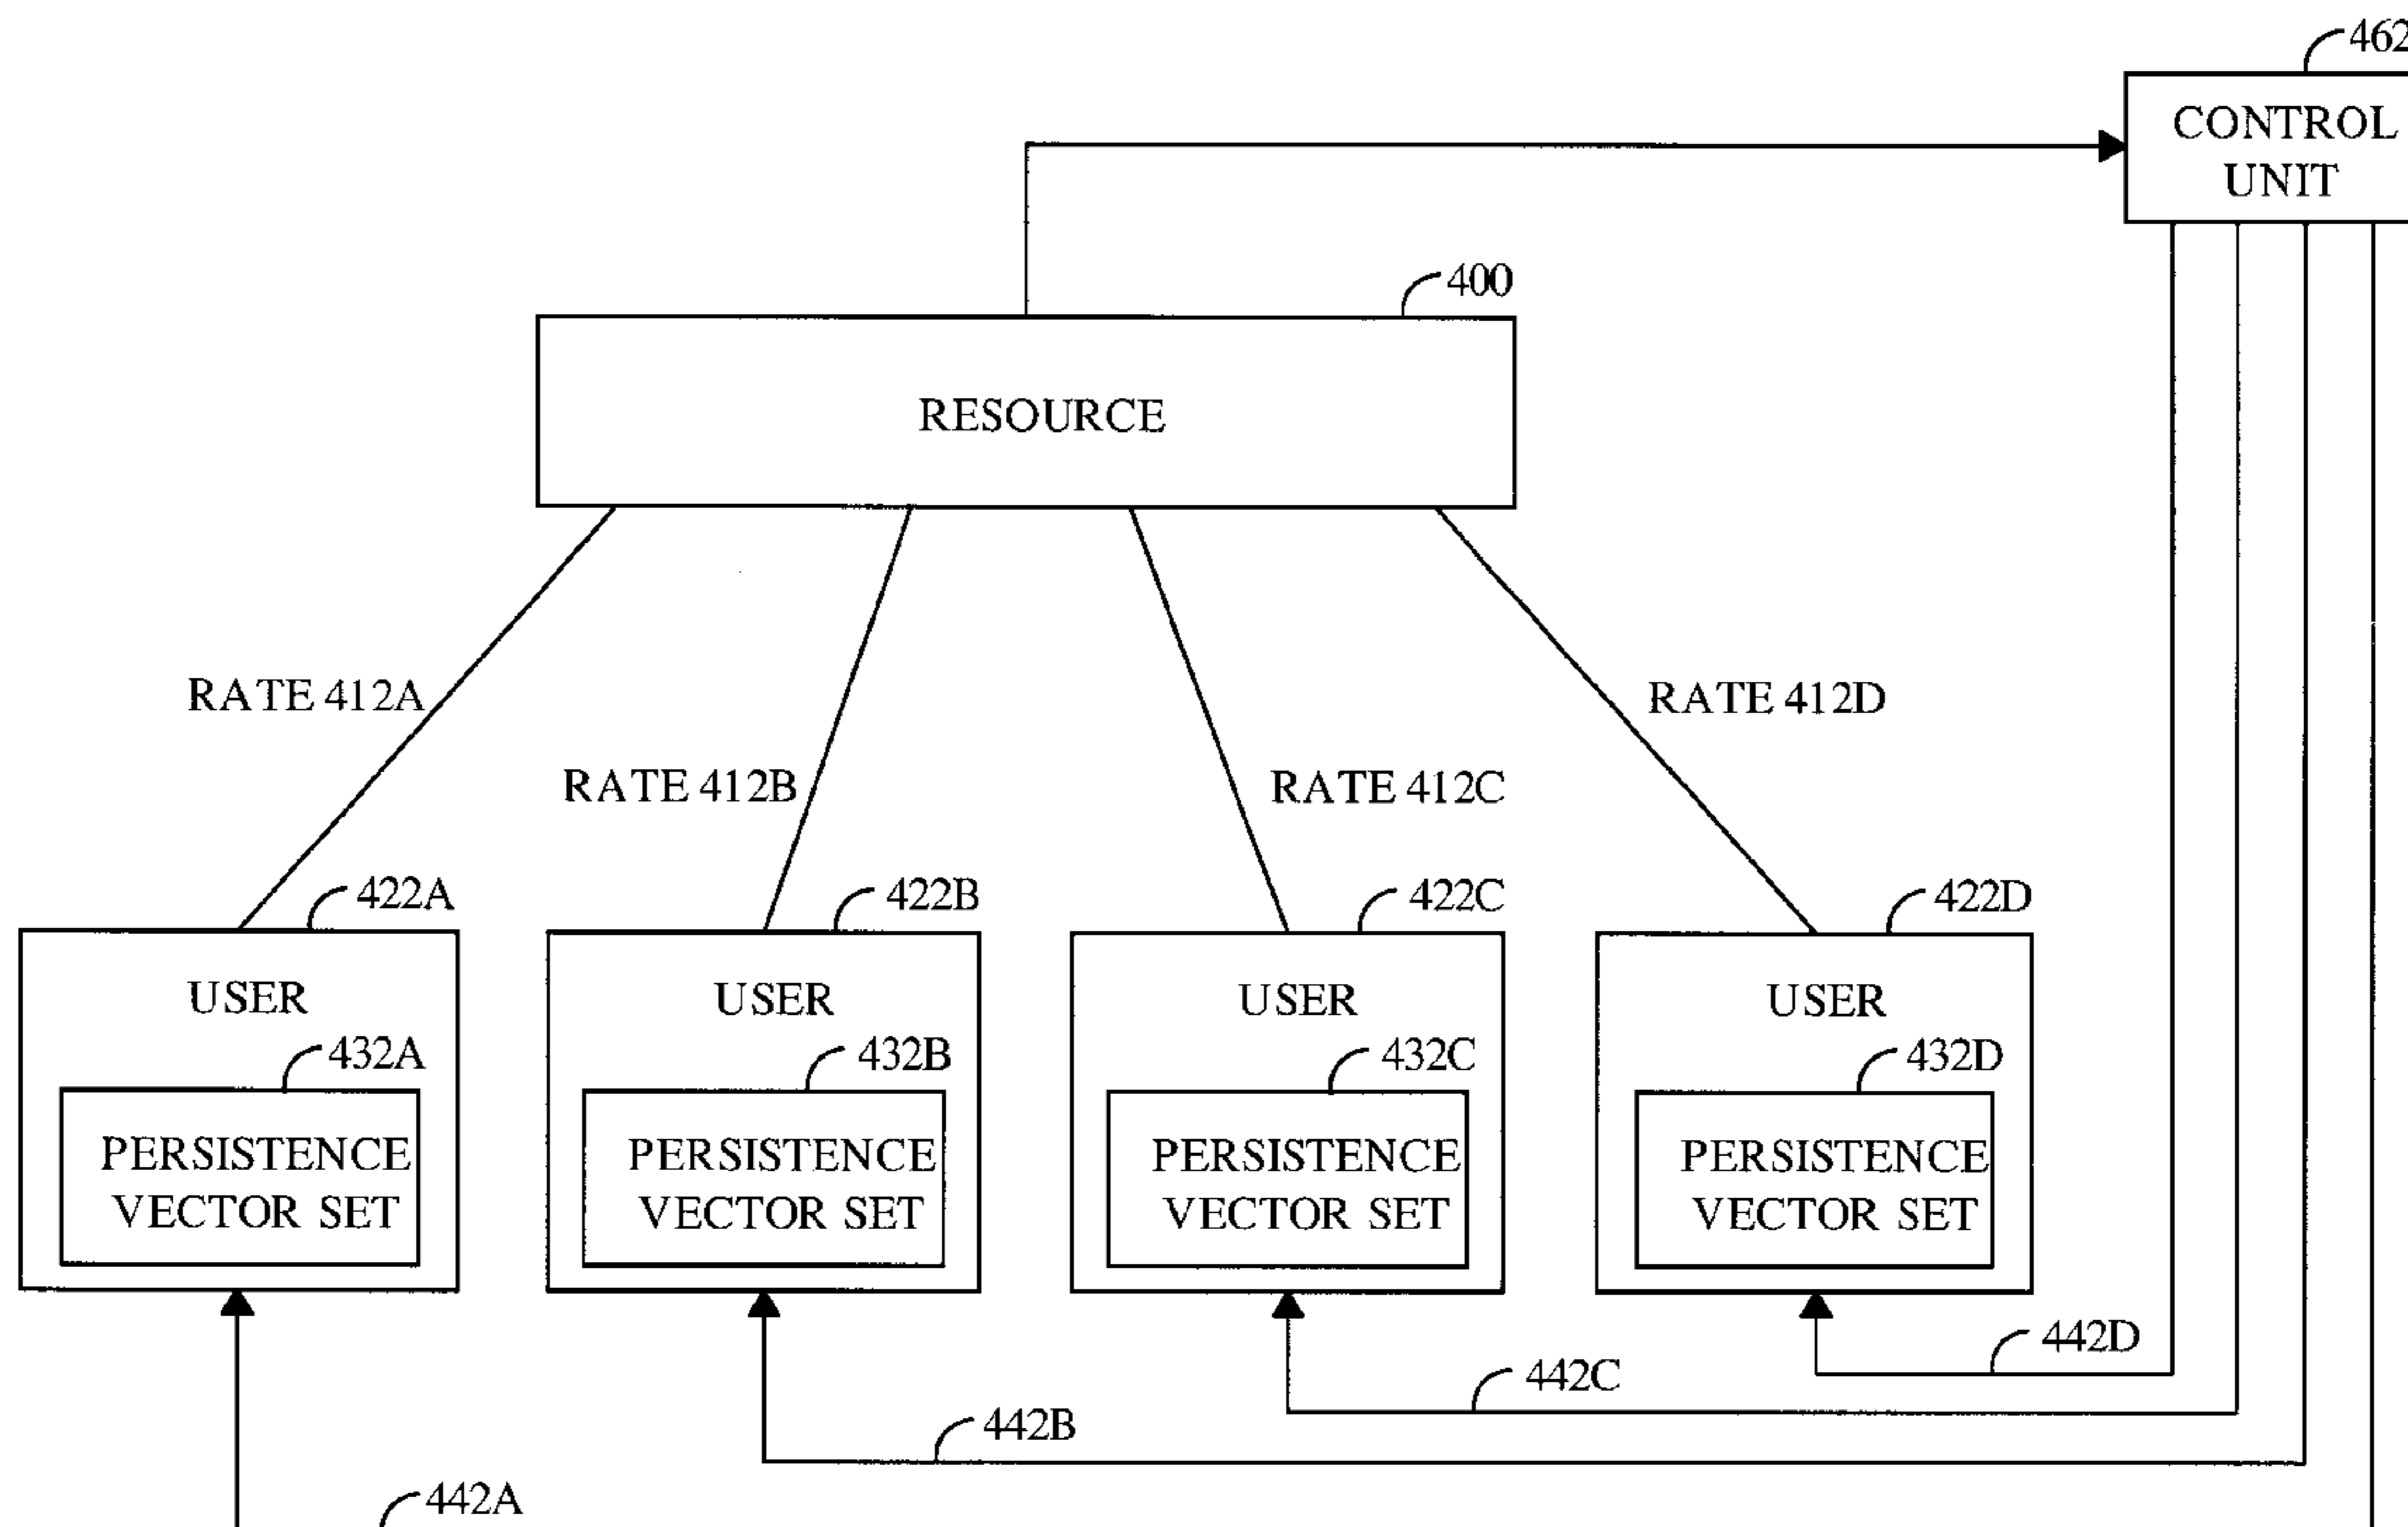 462
CONTROL
UNIT
400
RESOURCE
RATE 412A
RATE 412D
RATE 412B
RATE 412C
422A
422B
422C
422D
USER
USER
USER
USER
432A
432B
432C
432D
PERSISTENCE
VECTOR SET
PERSISTENCE
VECTOR SET
PERSISTENCE
VECTOR SET
PERSISTENCE
VECTOR SET
442D
442C
442B
442A